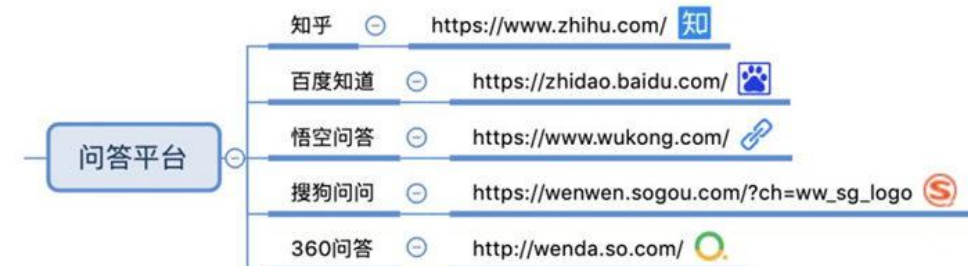 问答平台
知乎 https://www.zhihu.com/ 知
百度知道 https://zhidao.baidu.com/
悟空问答 https://www.wukong.com/
搜狗问问 https://wenwen.sogou.com/?ch=ww_sg_logo S
360问答 http://wenda.so.com/